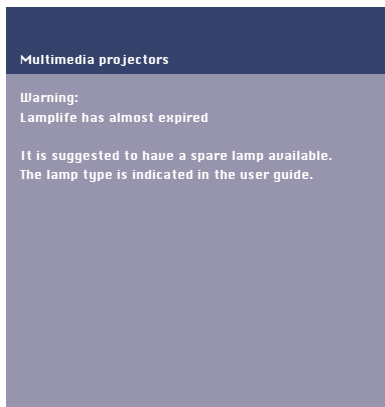 Multimedia projectors
Warning:
Lamplife has almost expired
It is suggested to have a spare lamp available.
The lamp type is indicated in the user guide.